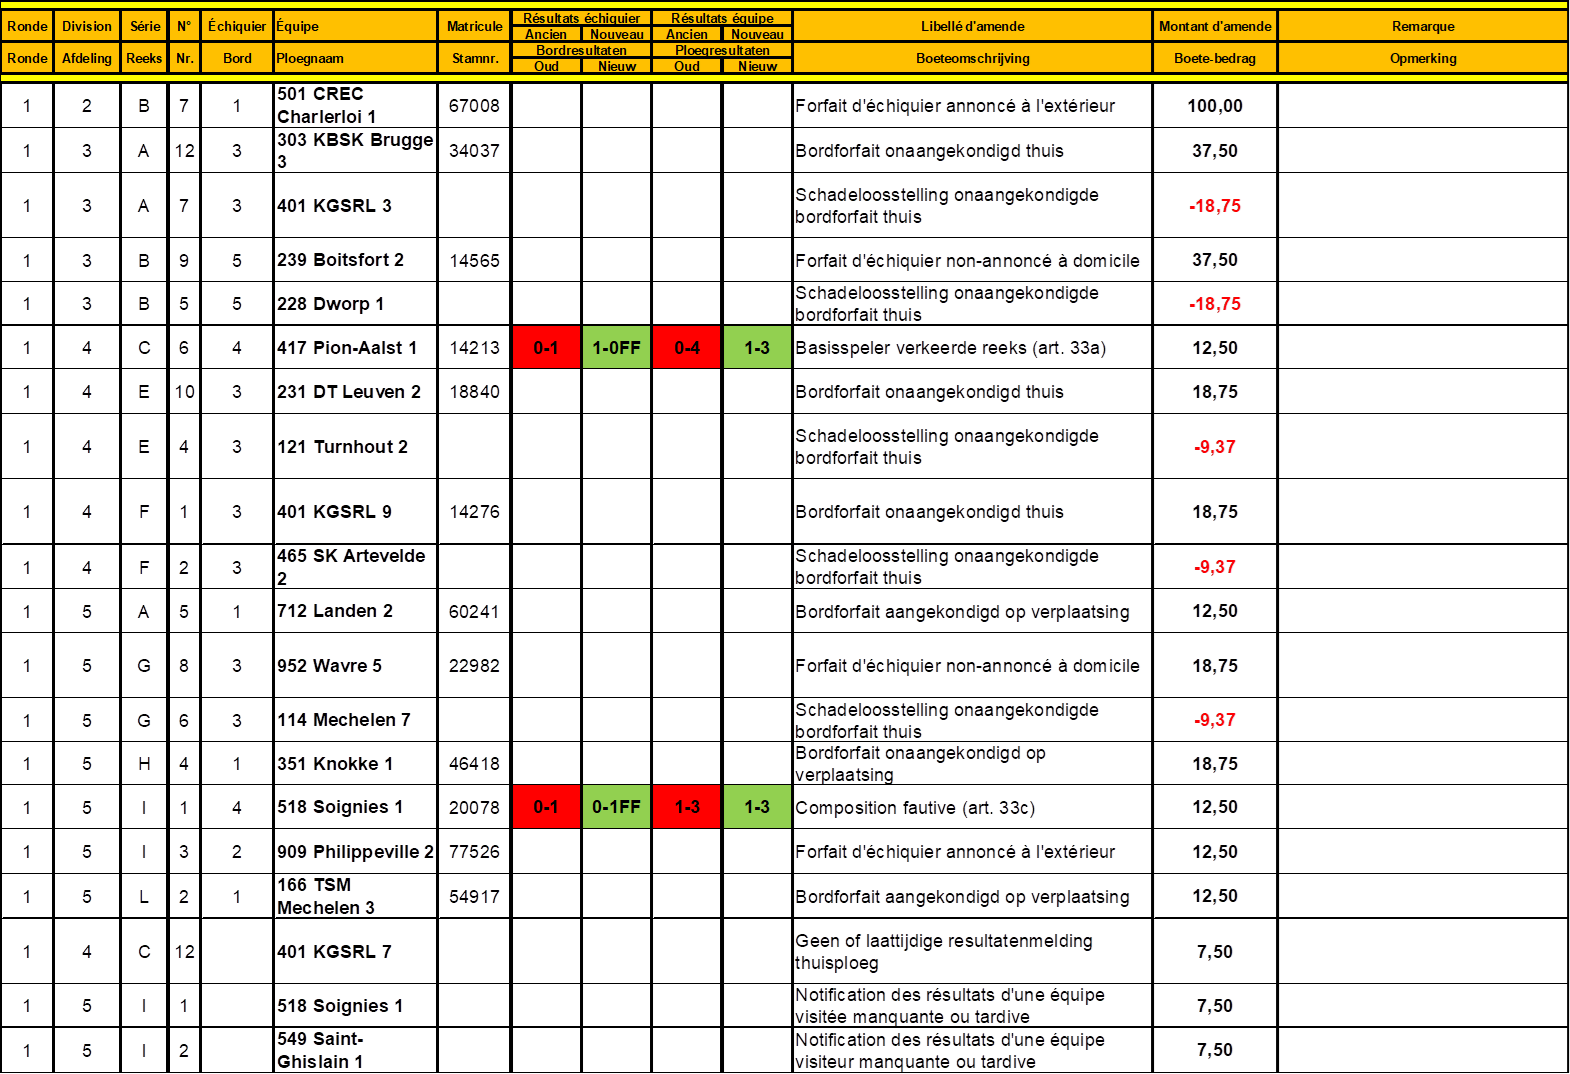 Ronde Division Série N° Échiquier Équipe Matricule Résultats échiquier Résultats équipe Libellé d'amende Montant d'amende Remarque
Ancien Nouveau Ancien Nouveau
Ronde Afdeling Reeks Nr. Bord Ploegnaam Stamnr. Bordresultaten Ploegresultaten Boeteomschrijving Boete-bedrag Opmerking
Oud Nieuw Oud Nieuw
1 2 B 7 1 501 CREC 67008 Forfait d'échiquier annoncé à l'extérieur 100,00
Charlerloi 1
1 3 A 12 3 303 KBSK Brugge 34037 Bordforfait onaangekondigd thuis 37,50
3
1 3 A 7 3 401 KGSRL 3 Schadeloosstelling onaangekondigde -18,75
bordforfait thuis
1 3 B 9 5 239 Boitsfort 2 14565 Forfait d'échiquier non-annoncé à domicile 37,50
1 3 B 5 5 228 Dworp 1 Schadeloosstelling onaangekondigde -18,75
bordforfait thuis
1 4 C 6 4 417 Pion-Aalst 1 14213 0-1 1-0FF 0-4 1-3 Basisspeler verkeerde reeks (art. 33a) 12,50
1 4 E 10 3 231 DT Leuven 2 18840 Bordforfait onaangekondigd thuis 18,75
1 4 E 4 3 121 Turnhout 2 Schadeloosstelling onaangekondigde -9,37
bordforfait thuis
1 4 F 1 3 401 KGSRL 9 14276 Bordforfait onaangekondigd thuis 18,75
1 4 F 2 3 465 SK Artevelde Schadeloosstelling onaangekondigde -9,37
2 bordforfait thuis
1 5 A 5 1 712 Landen 2 60241 Bordforfait aangekondigd op verplaatsing 12,50
1 5 G 8 3 952 Wavre 5 22982 Forfait d'échiquier non-annoncé à domicile 18,75
1 5 G 6 3 114 Mechelen 7 Schadeloosstelling onaangekondigde -9,37
bordforfait thuis
1 5 H 4 1 351 Knokke 1 46418 Bordforfait onaangekondigd op 18,75
verplaatsing
1 5 I 1 4 518 Soignies 1 20078 0-1 0-1FF 1-3 1-3 Composition fautive (art. 33c) 12,50
1 5 I 3 2 909 Philippeville 2 77526 Forfait d'échiquier annoncé à l'extérieur 12,50
1 5 L 2 1 166 TSM 54917 Bordforfait aangekondigd op verplaatsing 12,50
Mechelen 3
1 4 C 12 401 KGSRL 7 Geen of laattijdige resultatenmelding 7,50
thuisploeg
1 5 I 1 518 Soignies 1 Notification des résultats d'une équipe 7,50
visitée manquante ou tardive
1 5 I 2 549 Saint- Notification des résultats d'une équipe 7,50
Ghislain 1 visiteur manquante ou tardive